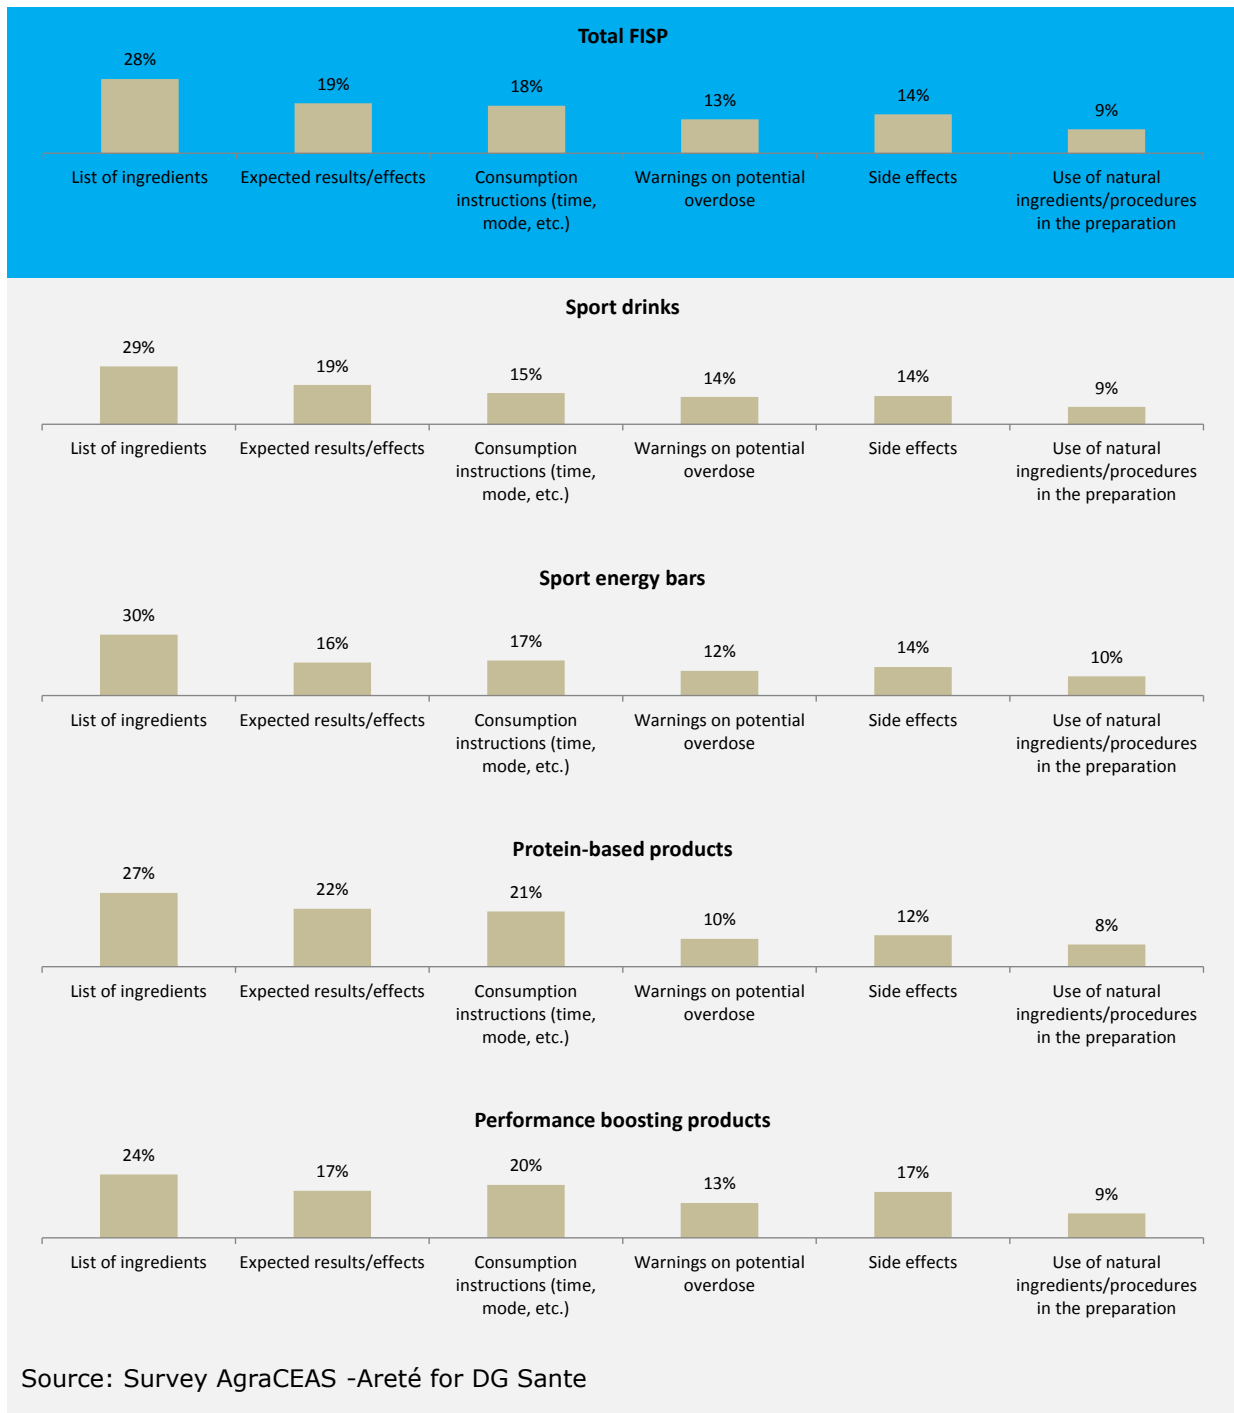 Total FISP
28%
19%
18%
13%
14%
9%
List of ingredients
Expected results/effects
Consumption
instructions (time,
mode, etc.)
Warnings on potential
overdose
Side effects
Use of natural
ingredients/procedures
in the preparation
Sport drinks
29%
19%
15%
14%
14%
9%
List of ingredients
Expected results/effects
Consumption
instructions (time,
mode, etc.)
Warnings on potential
overdose
Side effects
Use of natural
ingredients/procedures
in the preparation
Sport energy bars
30%
16%
17%
12%
14%
10%
List of ingredients
Expected results/effects
Consumption
instructions (time,
mode, etc.)
Warnings on potential
overdose
Side effects
Use of natural
ingredients/procedures
in the preparation
Protein-based products
27%
22%
21%
10%
12%
8%
List of ingredients
Expected results/effects
Consumption
instructions (time,
mode, etc.)
Warnings on potential
overdose
Side effects
Use of natural
ingredients/procedures
in the preparation
Performance boosting products
24%
17%
20%
13%
17%
9%
List of ingredients
Expected results/effects
Consumption
instructions (time,
mode, etc.)
Warnings on potential
overdose
Side effects
Use of natural
ingredients/procedures
in the preparation
Source: Survey AgraCEAS -Areté for DG Sante